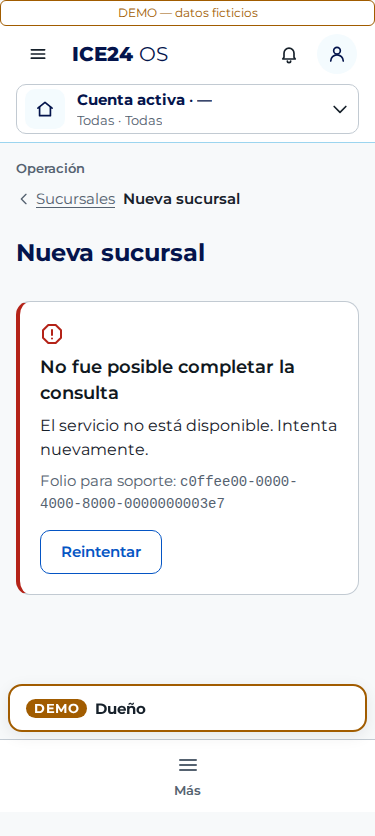 DEMO — datos ficticios
ICE24 OS
Cuenta activa · —
Todas · Todas
Operación
Sucursales Nueva sucursal
Nueva sucursal
No fue posible completar la
consulta
El servicio no está disponible. Intenta
nuevamente.
Folio para soporte: c0ffee00-0000-
4000-8000-0000000003e7
Reintentar
DEMO Dueño
Más